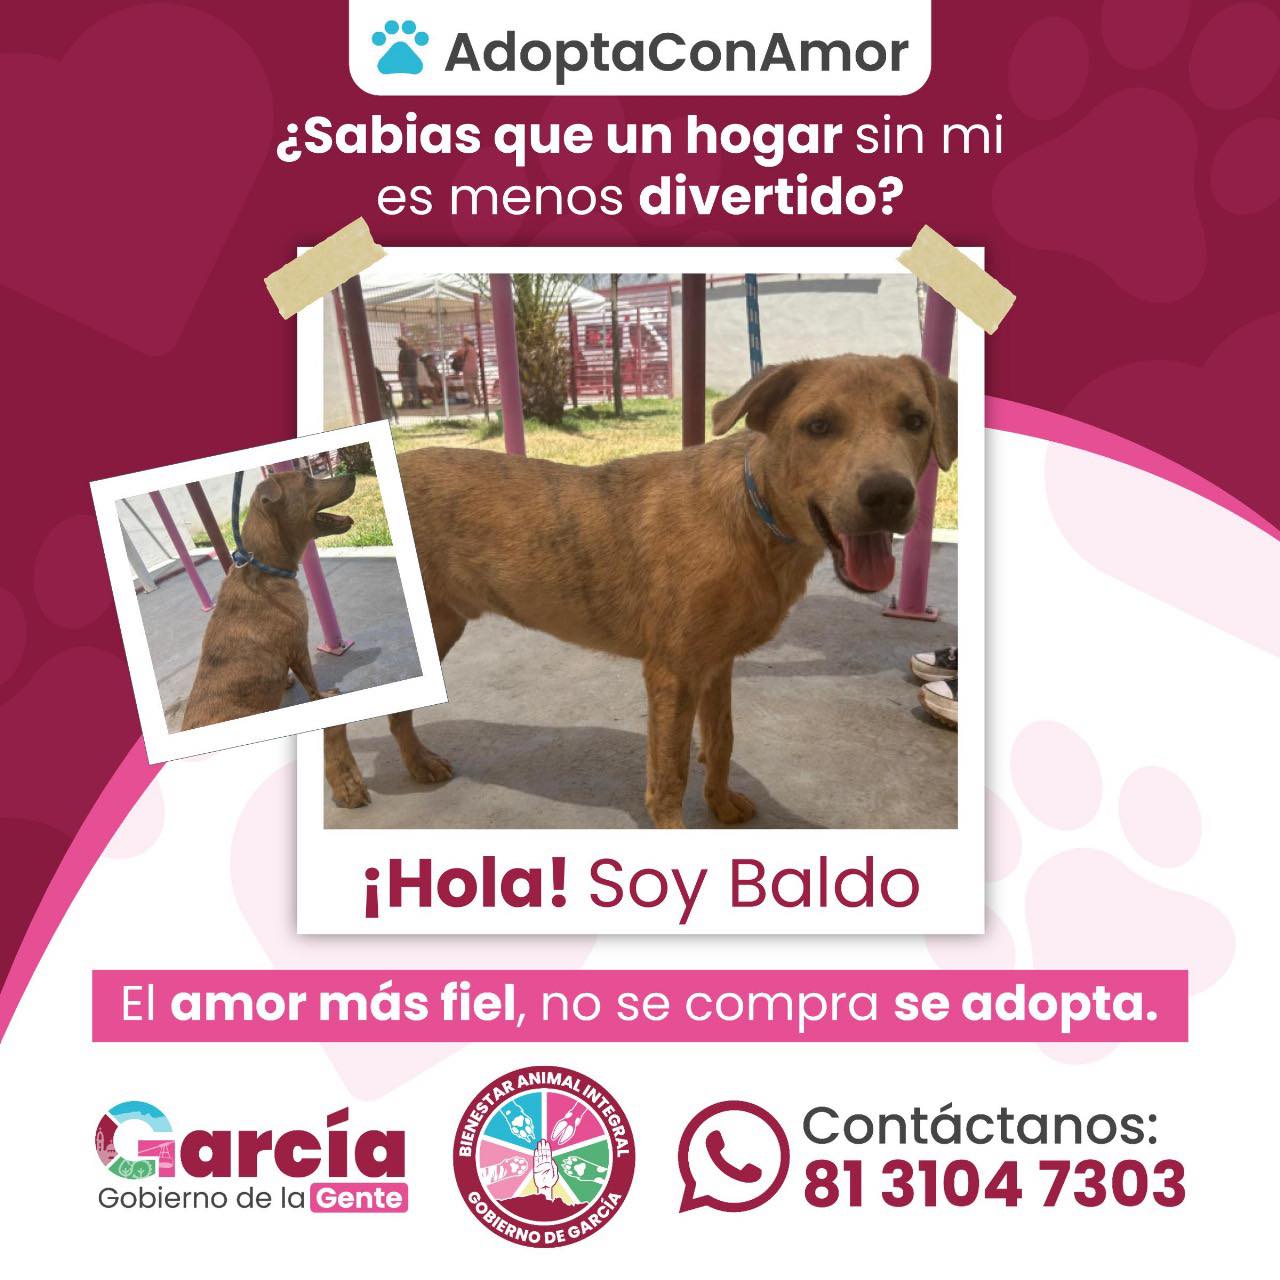 AdoptaConAmor
¿Sabias que un hogar sin mi
es menos divertido?
¡Hola! Soy Baldo
El amor más fiel, no se compra se adopta.
García
Gobierno de la Gente
BIENESTAR ANIMAL INTEGRAL
GOBIERNO DE GARCÍA
Contáctanos:
81 3104 7303